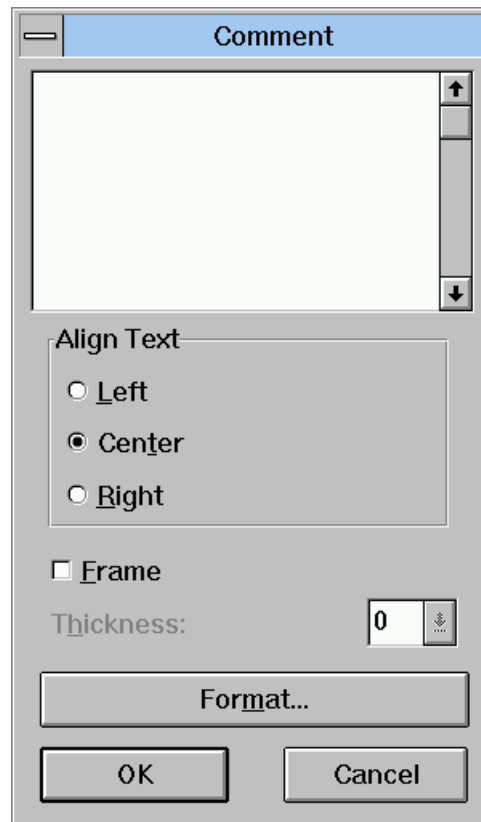 Comment
Align Text
Left
Center
Right
Frame
Thickness: 0
Format...
OK Cancel